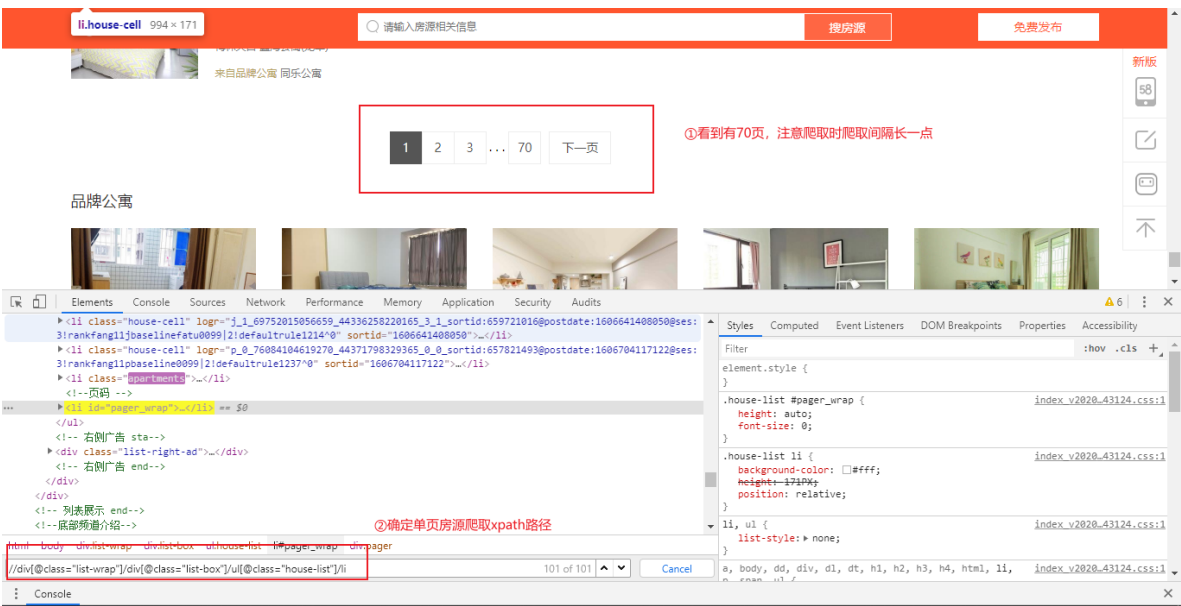 li.house-cell 994 × 171
请输入房源相关信息
搜房源
免费发布
来自品牌公寓 同乐公寓
新版
58
1 2 3 ... 70 下一页
①看到有70页，注意爬取时爬取间隔长一点
品牌公寓
Elements Console Sources Network Performance Memory Application Security Audits
6
<li class="house-cell" logr="j_1_69752015056659_44336258220165_3_1_sortid:659721016@postdate:1606641408050@ses:
3!rankfang11jbaselinefatu0099|2!defaultrule1214^0" sortid="1606641408050">…</li>
<li class="house-cell" logr="p_0_76084104619270_44371798329365_0_0_sortid:657821493@postdate:1606704117122@ses:
3!rankfang11pbaseline0099|2!defaultrule1237^0" sortid="1606704117122">…</li>
<li class="apartments">…</li>
<!--页码 -->
<li id="pager_wrap">…</li> == $0
</ul>
<!-- 右侧广告 sta-->
<div class="list-right-ad">…</div>
<!-- 右侧广告 end-->
</div>
</div>
<!-- 列表展示 end-->
<!--底部频道介绍-->
②确定单页房源爬取xpath路径
html body div.list-wrap div.list-box ul.house-list li#pager_wrap div.pager
//div[@class="list-wrap"]/div[@class="list-box"]/ul[@class="house-list"]/li
101 of 101
Cancel
Console
Styles Computed Event Listeners DOM Breakpoints Properties Accessibility
Filter
:hov .cls +
element.style {
}
.house-list #pager_wrap {
index_v2020…43124.css:1
height: auto;
font-size: 0;
}
.house-list li {
index_v2020…43124.css:1
background-color: #fff;
height: 171PX;
position: relative;
}
li, ul {
index_v2020…43124.css:1
list-style: none;
}
a, body, dd, div, dl, dt, h1, h2, h3, h4, html, li,
index_v2020…43124.css:1